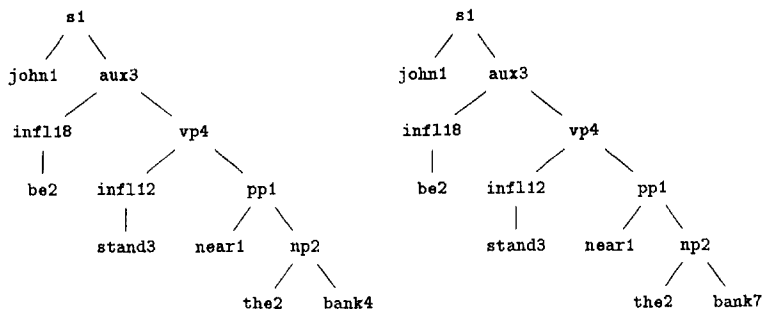 s1 s1
john1 aux3 john1 aux3
infl18 vp4 infl18 vp4
be2 infl12 pp1 be2 infl12 pp1
stand3 near1 np2 stand3 near1 np2
the2 bank4 the2 bank7